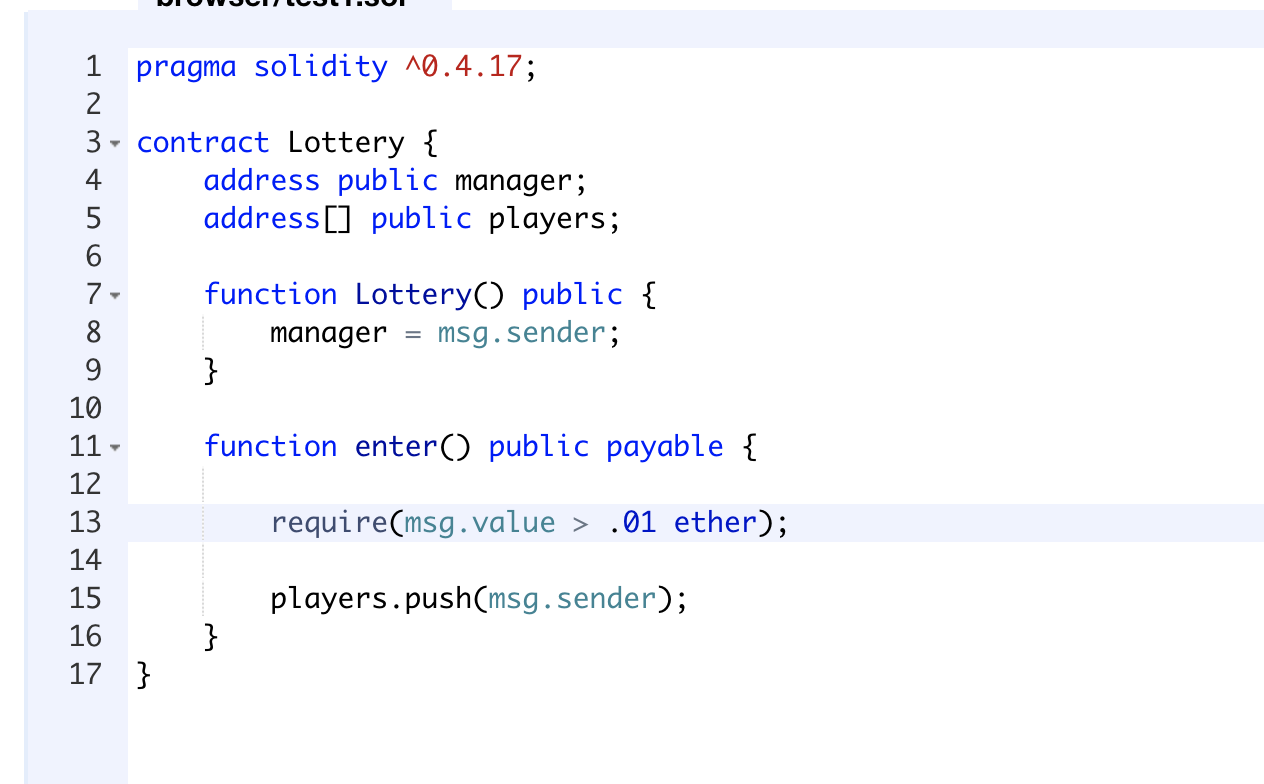 browser/test1.sol
1 pragma solidity ^0.4.17;
2
3 contract Lottery {
4     address public manager;
5     address[] public players;
6
7     function Lottery() public {
8         manager = msg.sender;
9     }
10
11     function enter() public payable {
12
13         require(msg.value > .01 ether);
14
15         players.push(msg.sender);
16     }
17 }